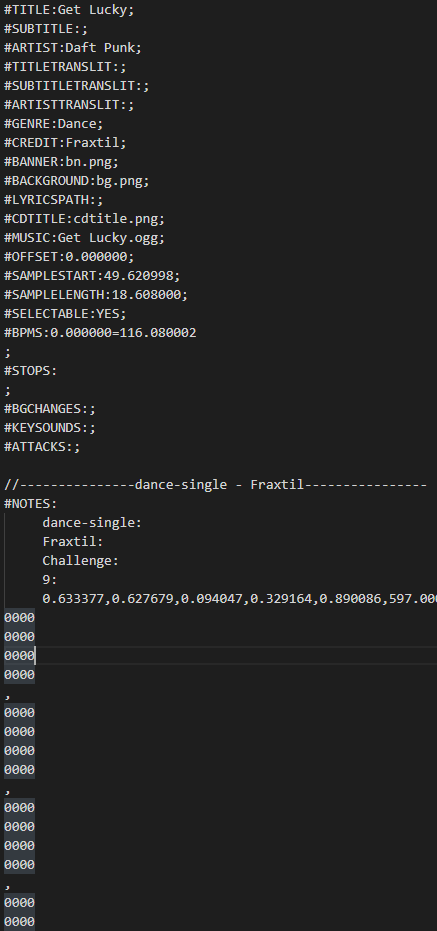 #TITLE:Get Lucky;
#SUBTITLE:;
#ARTIST:Daft Punk;
#TITLETRANSLIT:;
#SUBTITLETRANSLIT:;
#ARTISTTRANSLIT:;
#GENRE:Dance;
#CREDIT:Fraxtil;
#BANNER:bn.png;
#BACKGROUND:bg.png;
#LYRICSPATH:;
#CDTITLE:cdtitle.png;
#MUSIC:Get Lucky.ogg;
#OFFSET:0.000000;
#SAMPLESTART:49.620998;
#SAMPLELENGTH:18.608000;
#SELECTABLE:YES;
#BPMS:0.000000=116.080002
;
#STOPS:
;
#BGCHANGES:;
#KEYSOUNDS:;
#ATTACKS:;
//---------------dance-single - Fraxtil----------------
#NOTES:
dance-single:
Fraxtil:
Challenge:
9:
0.633377,0.627679,0.094047,0.329164,0.890086,597.000
0000
0000
0000
0000
,
0000
0000
0000
0000
,
0000
0000
0000
0000
,
0000
0000